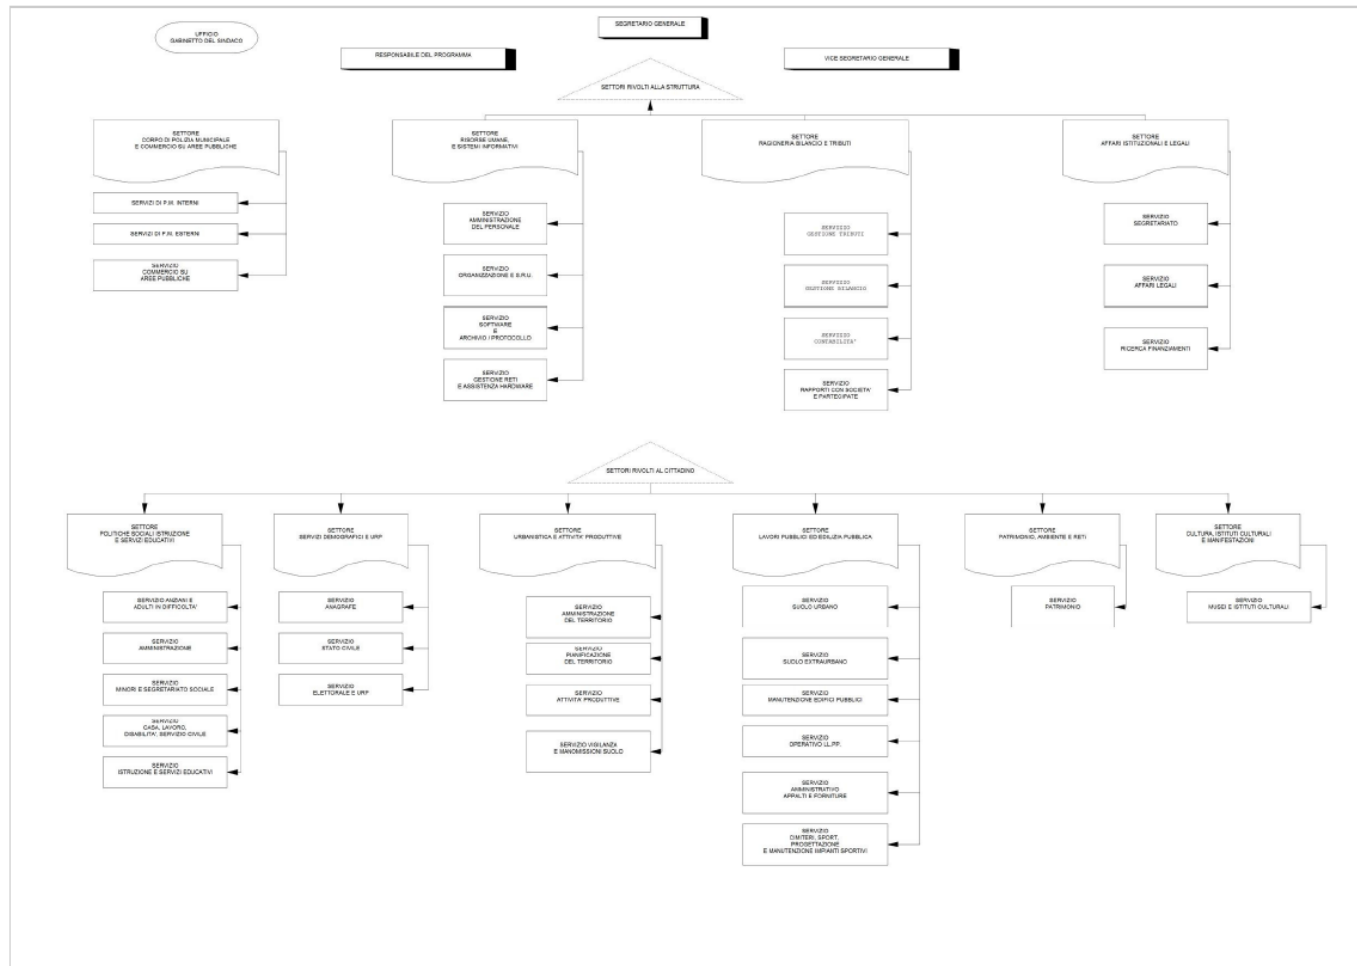 SEGRETARIO GENERALE
UFFICIO
GABINETTO DEL SINDACO
RESPONSABILE DEL PROGRAMMA
VICE SEGRETARIO GENERALE
SETTORI RIVOLTI ALLA STRUTTURA
SETTORE
CORPO DI POLIZIA MUNICIPALE
E COMMERCIO SU AREE PUBBLICHE
SERVIZI DI P.M. INTERNI
SERVIZI DI P.M. ESTERNI
SERVIZIO
COMMERCIO SU
AREE PUBBLICHE
SETTORE
RISORSE UMANE,
E SISTEMI INFORMATIVI
SERVIZIO
AMMINISTRAZIONE
DEL PERSONALE
SERVIZIO
ORGANIZZAZIONE E S.R.U.
SERVIZIO
SOFTWARE
E
ARCHIVIO / PROTOCOLLO
SERVIZIO
GESTIONE RETI
E ASSISTENZA HARDWARE
SETTORE
RAGIONERIA BILANCIO E TRIBUTI
SERVIZIO
GESTIONE TRIBUTI
SERVIZIO
GESTIONE BILANCIO
SERVIZIO
CONTABILITA'
SERVIZIO
RAPPORTI CON SOCIETA'
E PARTECIPATE
SETTORE
AFFARI ISTITUZIONALI E LEGALI
SERVIZIO
SEGRETARIATO
SERVIZIO
AFFARI LEGALI
SERVIZIO
RICERCA FINANZIAMENTI
SETTORI RIVOLTI AL CITTADINO
SETTORE
POLITICHE SOCIALI ISTRUZIONE
E SERVIZI EDUCATIVI
SERVIZIO ANZIANI E
ADULTI IN DIFFICOLTA'
SERVIZIO
AMMINISTRAZIONE
SERVIZIO
MINORI E SEGRETARIATO SOCIALE
SERVIZIO
CASA, LAVORO,
DISABILITA', SERVIZIO CIVILE
SERVIZIO
ISTRUZIONE E SERVIZI EDUCATIVI
SETTORE
SERVIZI DEMOGRAFICI E URP
SERVIZIO
ANAGRAFE
SERVIZIO
STATO CIVILE
SERVIZIO
ELETTORALE E URP
SETTORE
URBANISTICA E ATTIVITA' PRODUTTIVE
SERVIZIO
AMMINISTRAZIONE
DEL TERRITORIO
SERVIZIO
PIANIFICAZIONE
DEL TERRITORIO
SERVIZIO
ATTIVITA' PRODUTTIVE
SERVIZIO VIGILANZA
E MANOMISSIONI SUOLO
SETTORE
LAVORI PUBBLICI ED EDILIZIA PUBBLICA
SERVIZIO
SUOLO URBANO
SERVIZIO
SUOLO EXTRAURBANO
SERVIZIO
MANUTENZIONE EDIFICI PUBBLICI
SERVIZIO
OPERATIVO LL.PP.
SERVIZIO
AMMINISTRATIVO
APPALTI E FORNITURE
SERVIZIO
CIMITERI, SPORT,
PROGETTAZIONE
E MANUTENZIONE IMPIANTI SPORTIVI
SETTORE
PATRIMONIO, AMBIENTE E RETI
SERVIZIO
PATRIMONIO
SETTORE
CULTURA, ISTITUTI CULTURALI
E MANIFESTAZIONI
SERVIZIO
MUSEI E ISTITUTI CULTURALI